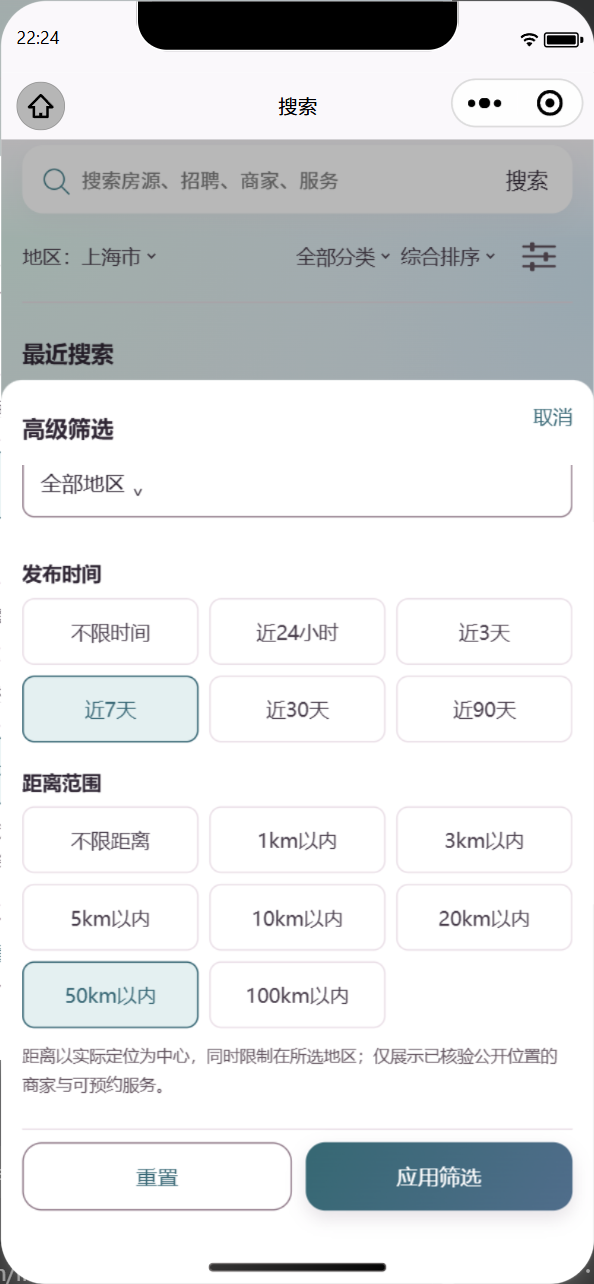 22:24
搜索
搜索房源、招聘、商家、服务 搜索
地区：上海市 全部分类 综合排序
最近搜索
高级筛选 取消
全部地区
发布时间
不限时间 近24小时 近3天
近7天 近30天 近90天
距离范围
不限距离 1km以内 3km以内
5km以内 10km以内 20km以内
50km以内 100km以内
距离以实际定位为中心，同时限制在所选地区；仅展示已核验公开位置的
商家与可预约服务。
重置 应用筛选